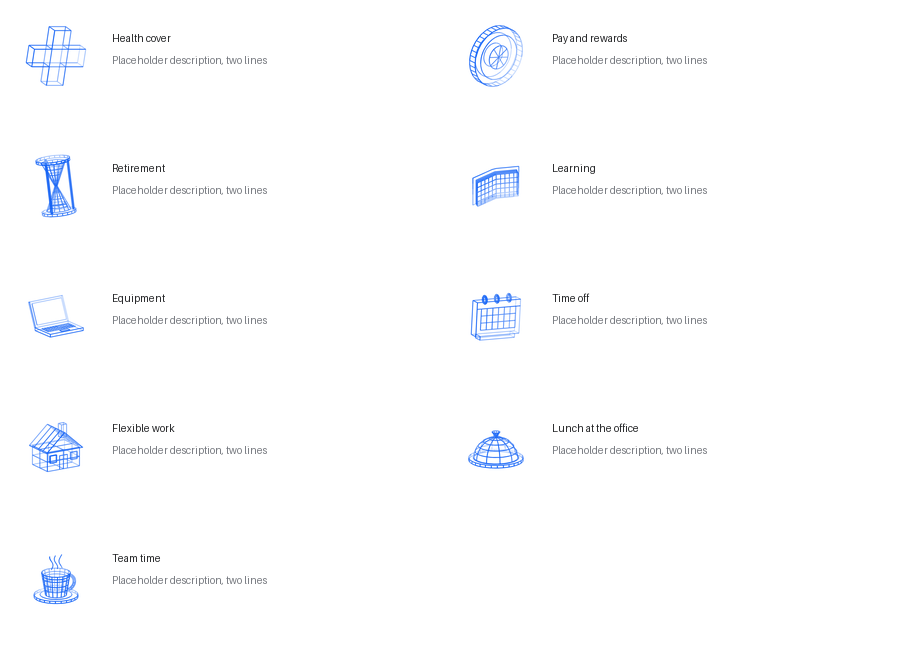 Health cover
Placeholder description, two lines
Pay and rewards
Placeholder description, two lines
Retirement
Placeholder description, two lines
Learning
Placeholder description, two lines
Equipment
Placeholder description, two lines
Time off
Placeholder description, two lines
Flexible work
Placeholder description, two lines
Lunch at the office
Placeholder description, two lines
Team time
Placeholder description, two lines